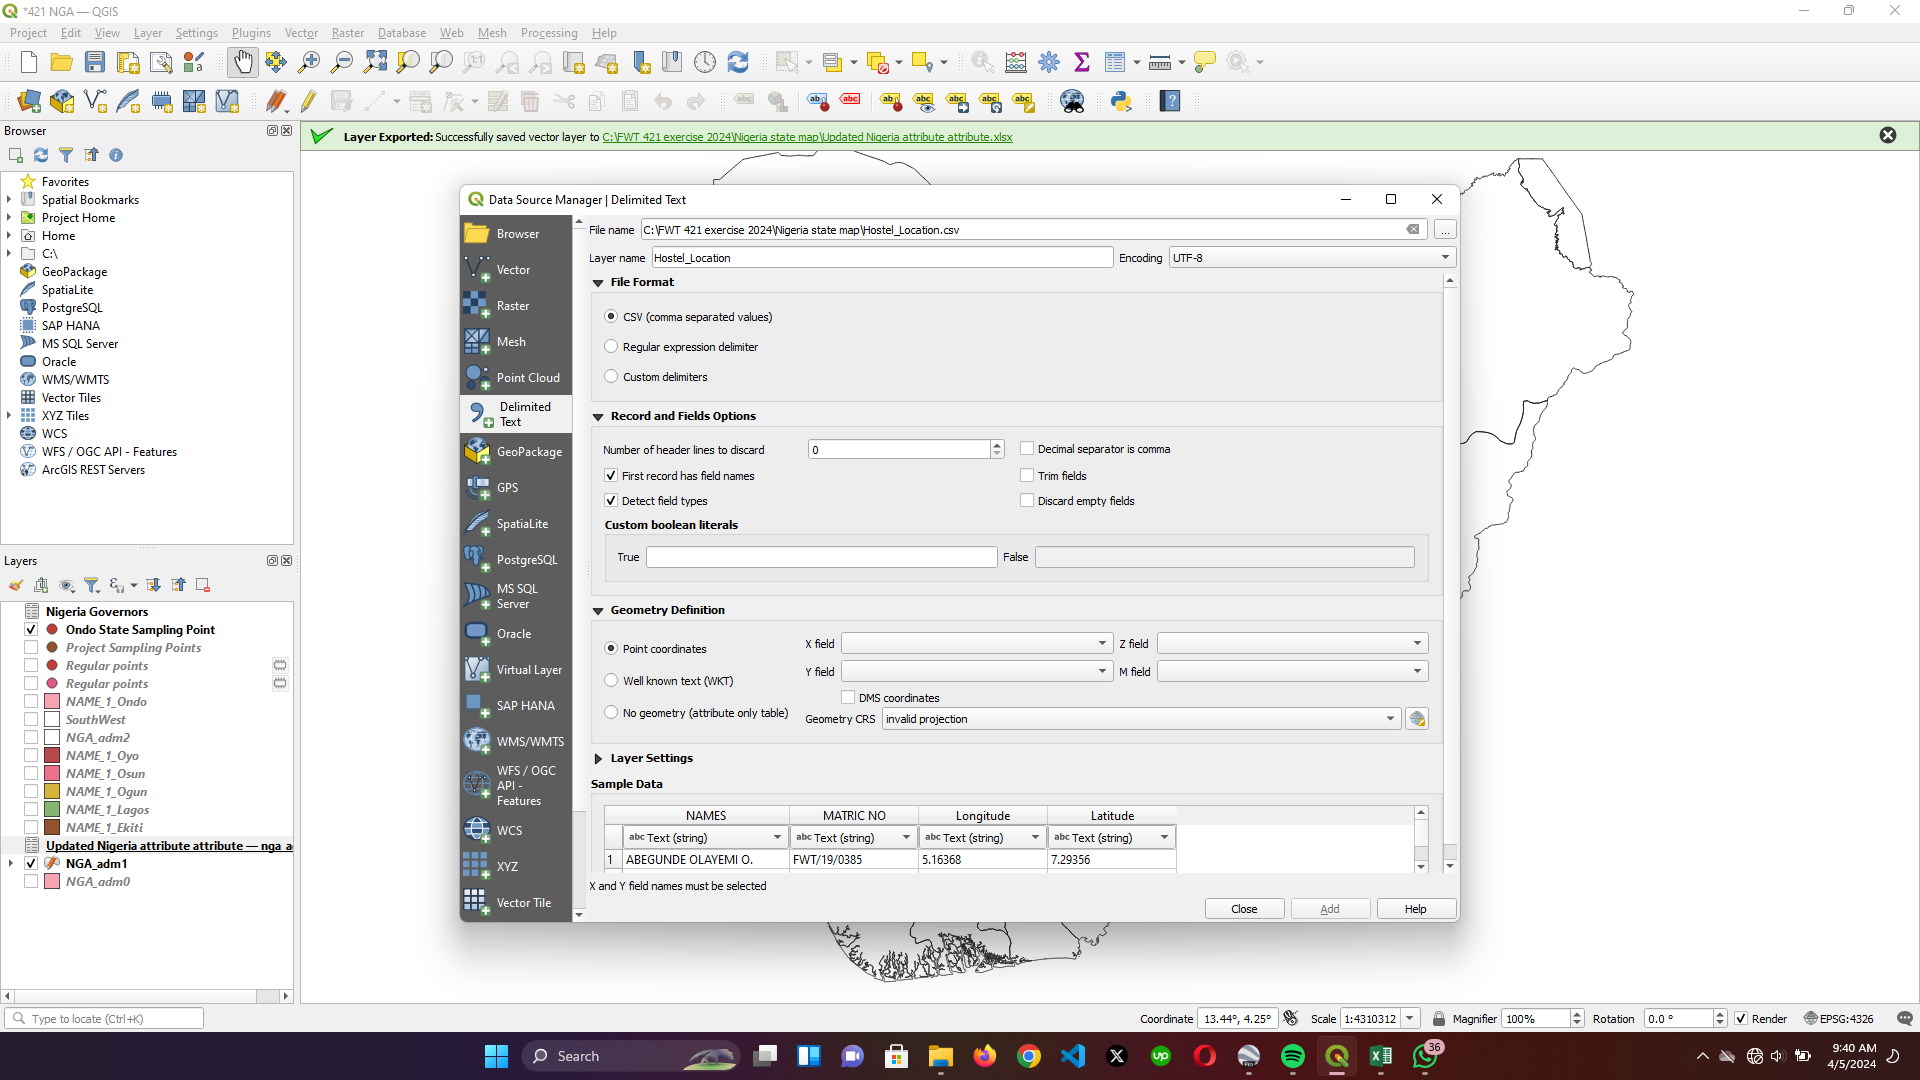 *421 NGA — QGIS
Project Edit View Layer Settings Plugins Vector Raster Database Web Mesh Processing Help
Browser
Layer Exported: Successfully saved vector layer to C:\FWT 421 exercise 2024\Nigeria state map\Updated Nigeria attribute attribute.xlsx
Favorites
Spatial Bookmarks
Project Home
Home
C:\
GeoPackage
SpatiaLite
PostgreSQL
SAP HANA
MS SQL Server
Oracle
WMS/WMTS
Vector Tiles
XYZ Tiles
WCS
WFS / OGC API - Features
ArcGIS REST Servers
Layers
Nigeria Governors
Ondo State Sampling Point
Project Sampling Points
Regular points
Regular points
NAME_1_Ondo
SouthWest
NGA_adm2
NAME_1_Oyo
NAME_1_Osun
NAME_1_Ogun
NAME_1_Lagos
NAME_1_Ekiti
Updated Nigeria attribute attribute — nga_a
NGA_adm1
NGA_adm0
Data Source Manager | Delimited Text
Browser
Vector
Raster
Mesh
Point Cloud
Delimited
Text
GeoPackage
GPS
SpatiaLite
PostgreSQL
MS SQL
Server
Oracle
Virtual Layer
SAP HANA
WMS/WMTS
WFS / OGC
API -
Features
WCS
XYZ
Vector Tile
File name C:\FWT 421 exercise 2024\Nigeria state map\Hostel_Location.csv ...
Layer name Hostel_Location Encoding UTF-8
File Format
CSV (comma separated values)
Regular expression delimiter
Custom delimiters
Record and Fields Options
Number of header lines to discard 0 Decimal separator is comma
First record has field names Trim fields
Detect field types Discard empty fields
Custom boolean literals
True False
Geometry Definition
Point coordinates X field Z field
Y field M field
Well known text (WKT)
DMS coordinates
No geometry (attribute only table)
Geometry CRS invalid projection
Layer Settings
Sample Data
NAMES MATRIC NO Longitude Latitude
abc Text (string) abc Text (string) abc Text (string) abc Text (string)
1 ABEGUNDE OLAYEMI O. FWT/19/0385 5.16368 7.29356
X and Y field names must be selected
Close Add Help
Type to locate (Ctrl+K) Coordinate 13.44°, 4.25° Scale 1:4310312 Magnifier 100% Rotation 0.0 ° Render EPSG:4326
Search
36
9:40 AM
4/5/2024